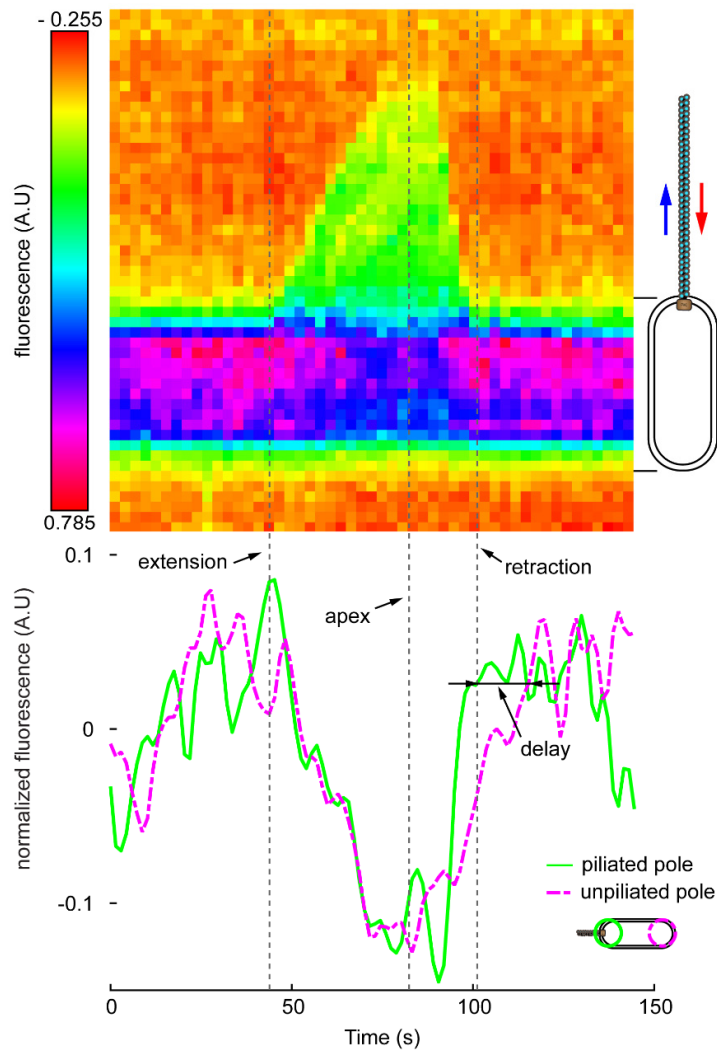 - 0.255
fluorescence (A.U)
0.785
0.1
extension
retraction
apex
normalized fluorescence (A.U)
0
delay
piliated pole
unpiliated pole
-0.1
0
50
100
150
Time (s)